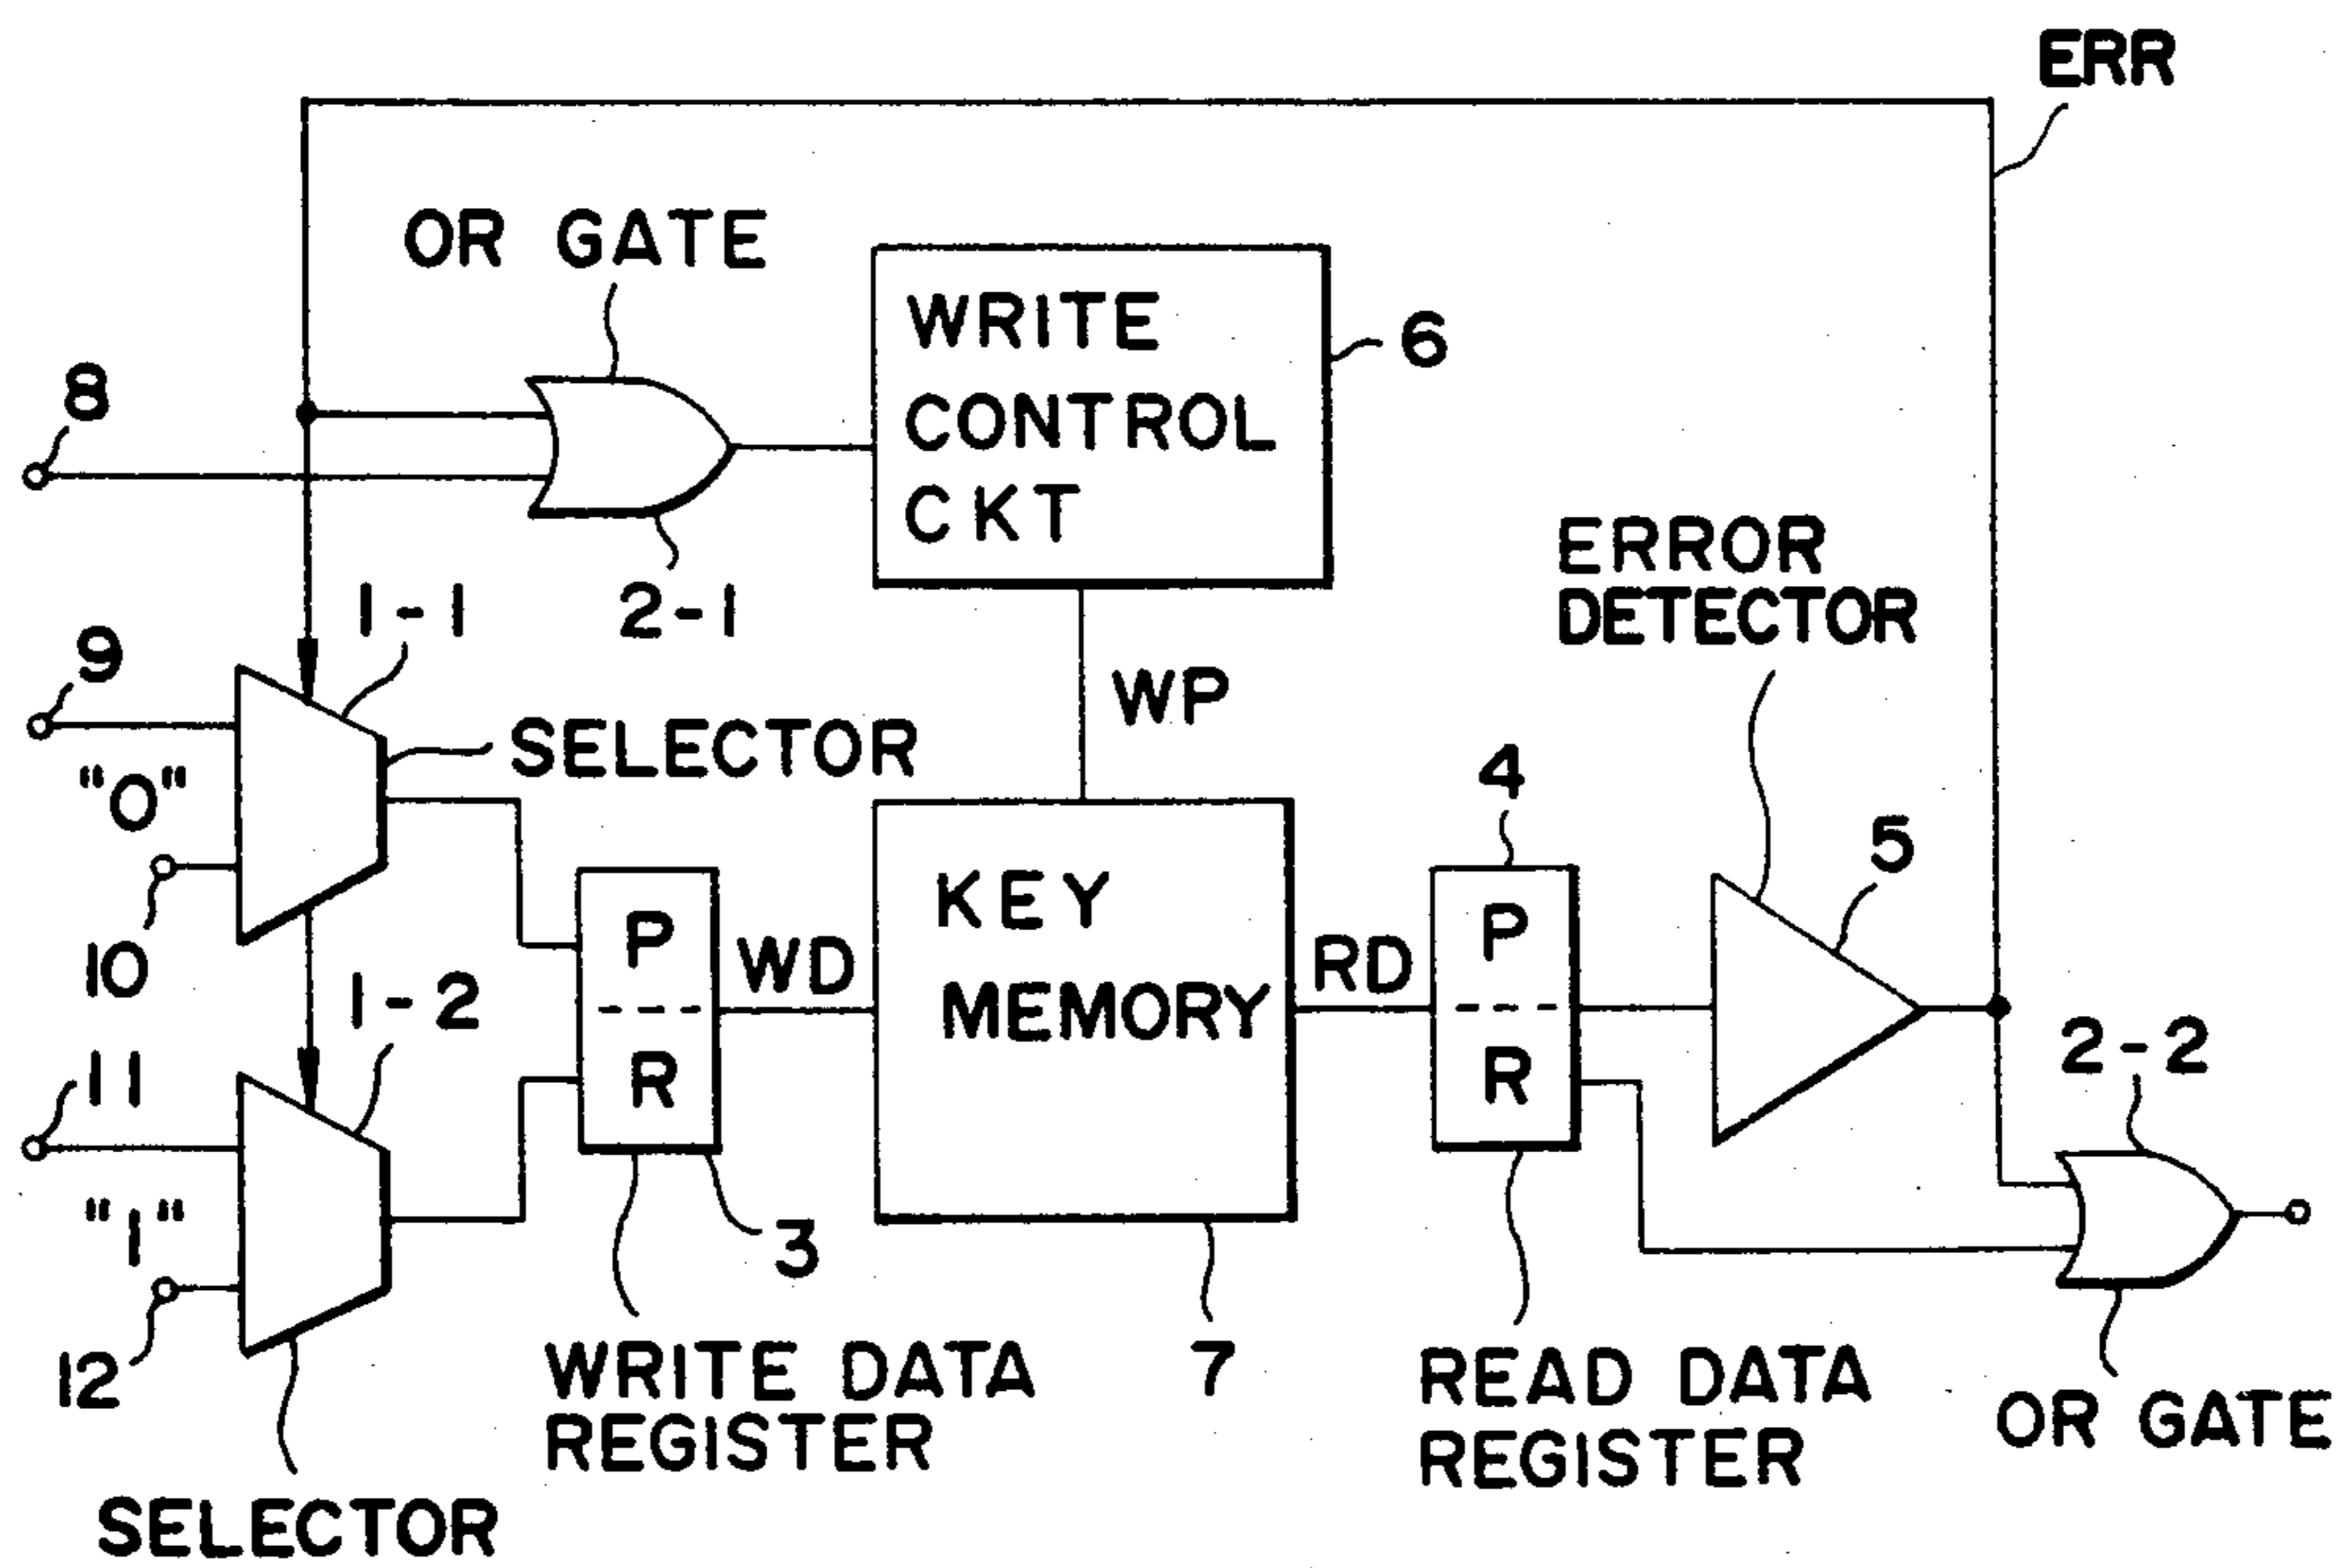 ERR
OR GATE
WRITE
CONTROL
CKT
6
8
2-1
ERROR
DETECTOR
1-1
9
WP
SELECTOR
"0"
4
5
10
P
R
WD
KEY
MEMORY
RD
P
R
1-2
2-2
11
"1"
3
12
WRITE DATA
REGISTER
7
READ DATA
REGISTER
OR GATE
SELECTOR